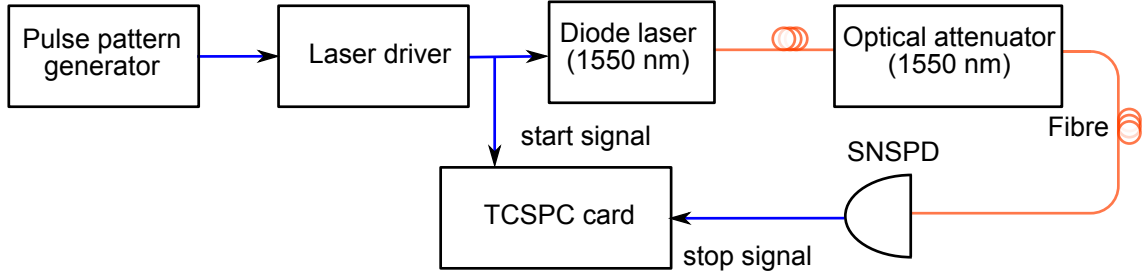 Pulse pattern
generator
Laser driver
Diode laser
(1550 nm)
Optical attenuator
(1550 nm)
start signal
Fibre
SNSPD
TCSPC card
stop signal